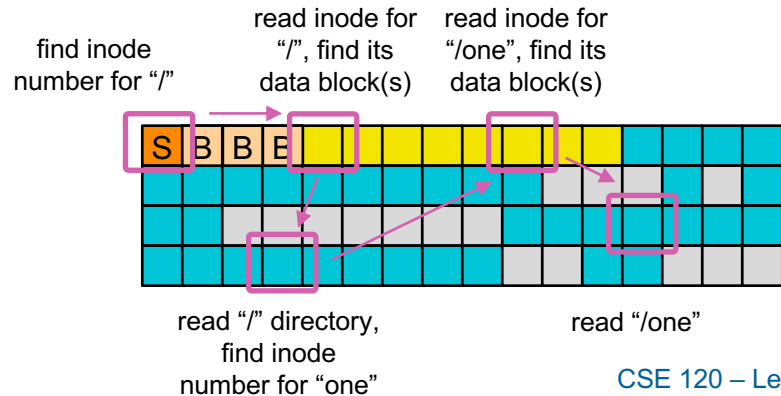 find inode
number for “/”
read inode for
“/”, find its
data block(s)
read inode for
“/one”, find its
data block(s)
S B B B
read “/” directory,
find inode
number for “one”
read “/one”
CSE 120 – Le